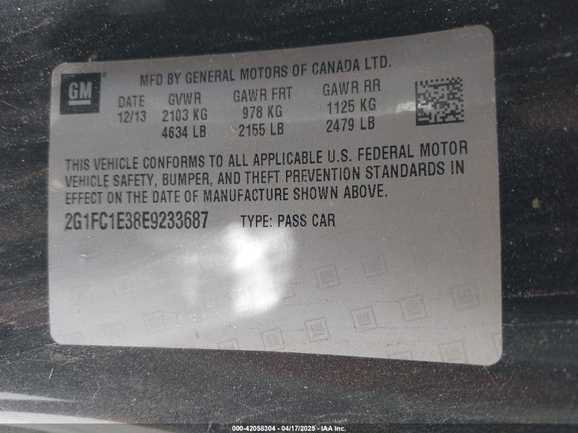 MFD BY GENERAL MOTORS OF CANADA LTD.
GM
DATE GVWR GAWR FRT GAWR RR
12/13 2103 KG 978 KG 1125 KG
4634 LB 2155 LB 2479 LB
THIS VEHICLE CONFORMS TO ALL APPLICABLE U.S. FEDERAL MOTOR
VEHICLE SAFETY, BUMPER, AND THEFT PREVENTION STANDARDS IN
EFFECT ON THE DATE OF MANUFACTURE SHOWN ABOVE.
2G1FC1E38E9233687 TYPE: PASS CAR
000-42058304 - 04/17/2025 - IAA Inc.